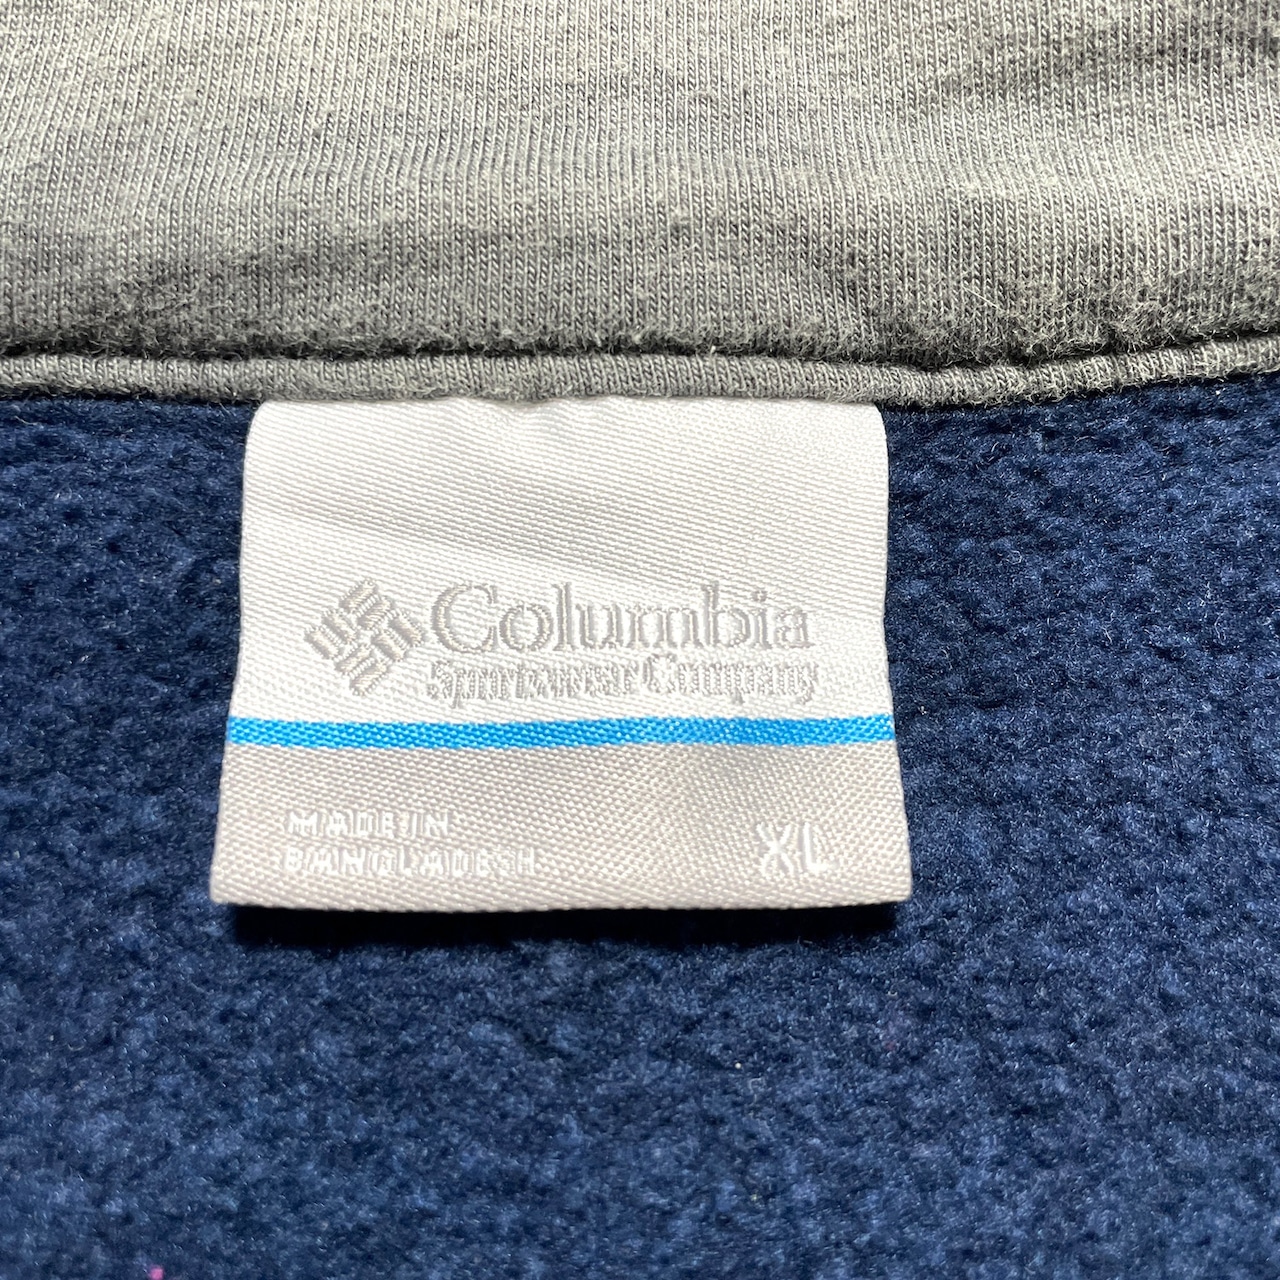 Columbia
Sportswear Company
MADE IN
BANGLADESH
XL